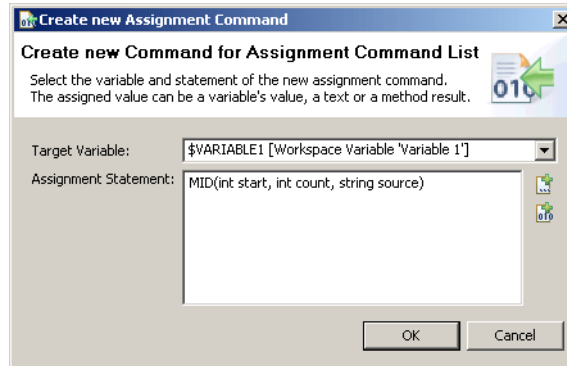 Create new Assignment Command
Create new Command for Assignment Command List
Select the variable and statement of the new assignment command.
The assigned value can be a variable's value, a text or a method result.
010
Target Variable: $VARIABLE1 [Workspace Variable 'Variable 1']
Assignment Statement: MID(int start, int count, string source)
010
OK Cancel